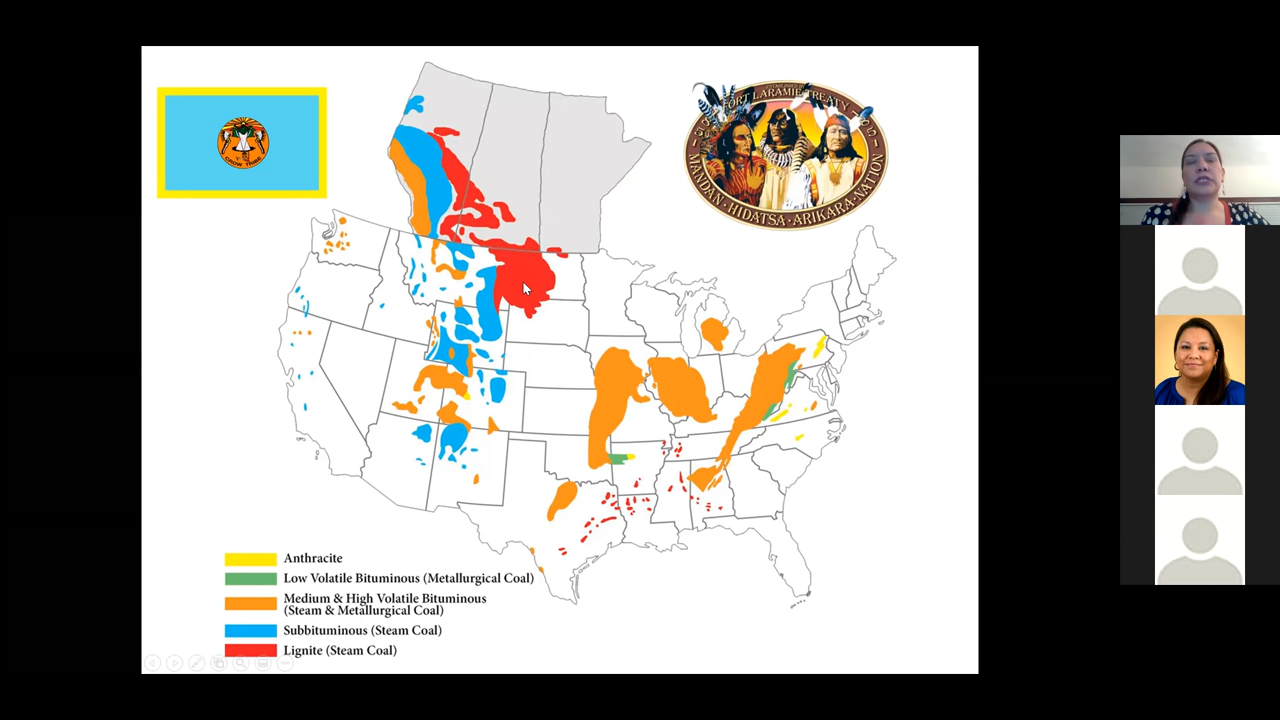 CROW TRIBE
FORT LARAMIE TREATY
1851
MANDAN · HIDATSA · ARIKARA · NATION
Anthracite
Low Volatile Bituminous (Metallurgical Coal)
Medium & High Volatile Bituminous
(Steam & Metallurgical Coal)
Subbituminous (Steam Coal)
Lignite (Steam Coal)